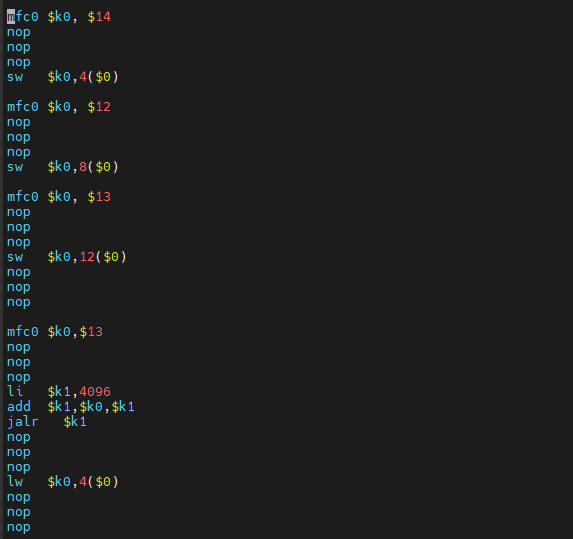 mfc0 $k0, $14
nop
nop
nop
sw   $k0,4($0)

mfc0 $k0, $12
nop
nop
nop
sw   $k0,8($0)

mfc0 $k0, $13
nop
nop
nop
sw   $k0,12($0)
nop
nop
nop

mfc0 $k0,$13
nop
nop
nop
li   $k1,4096
add  $k1,$k0,$k1
jalr   $k1
nop
nop
nop
lw   $k0,4($0)
nop
nop
nop